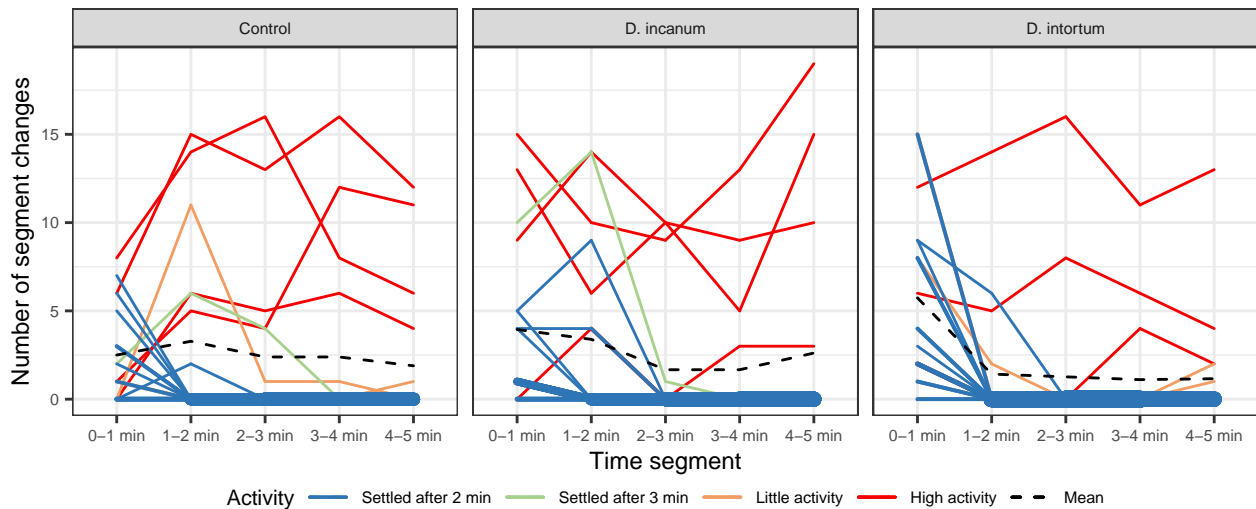 Control D. incanum D. intortum
Number of segment changes
15
10
5
0
0−1 min 1−2 min 2−3 min 3−4 min 4−5 min 0−1 min 1−2 min 2−3 min 3−4 min 4−5 min 0−1 min 1−2 min 2−3 min 3−4 min 4−5 min
Time segment
Activity Settled after 2 min Settled after 3 min Little activity High activity Mean